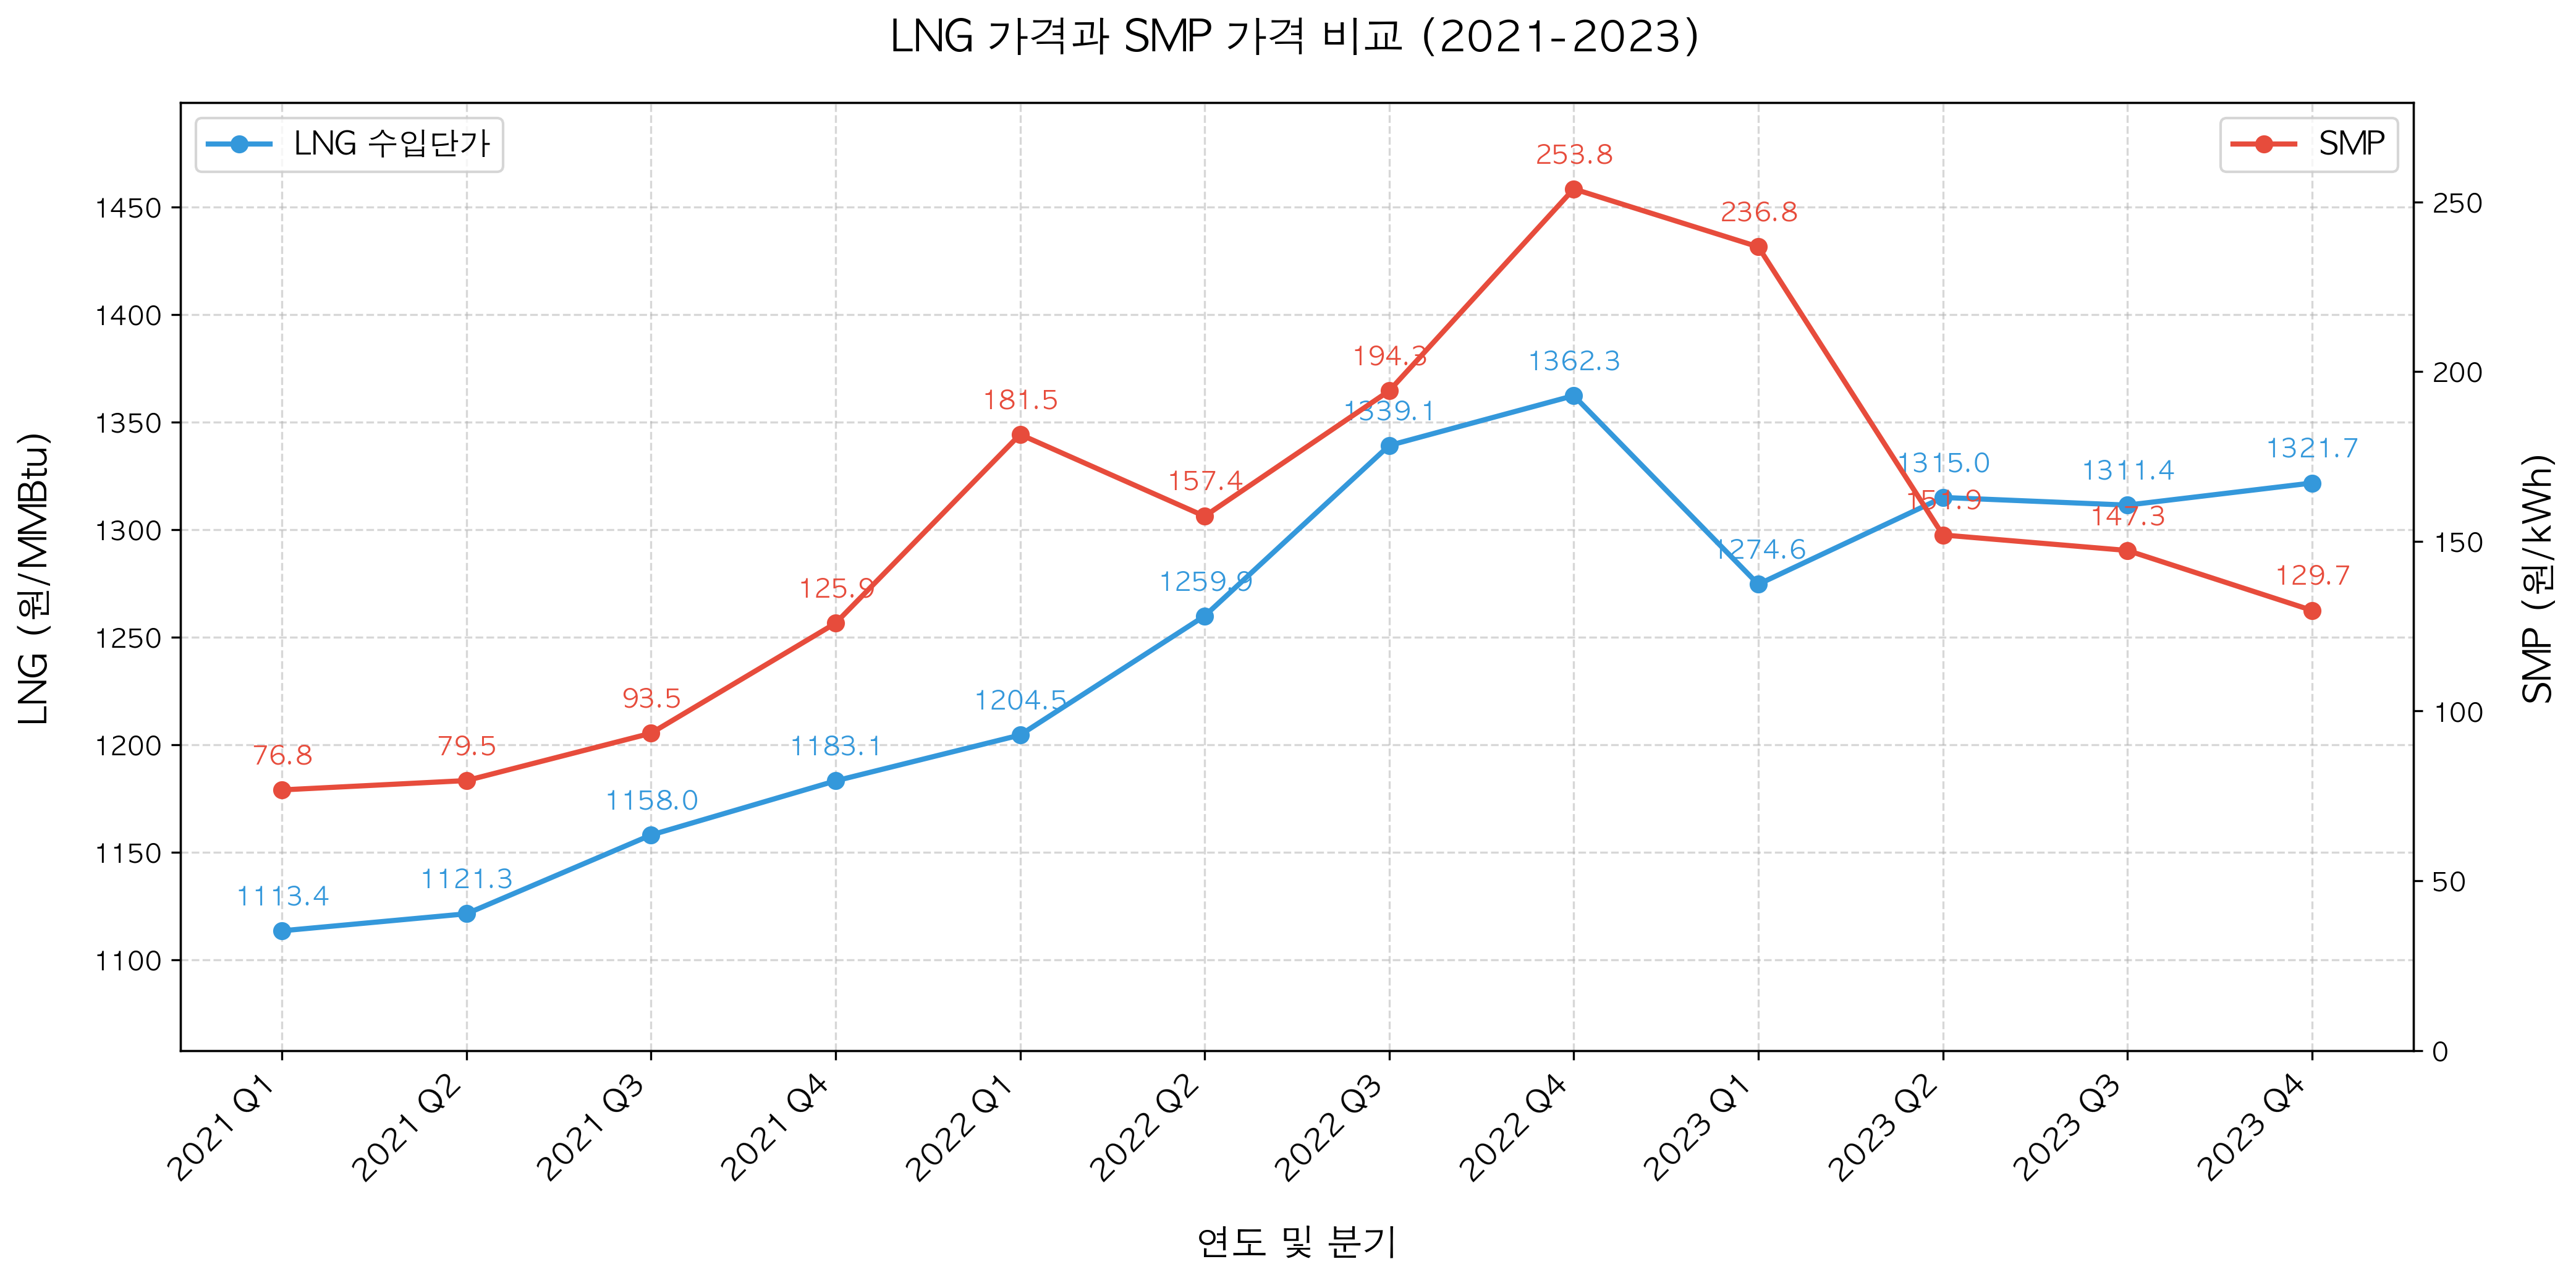 LNG 가격과 SMP 가격 비교 (2021-2023)
LNG 수입단가
SMP
LNG (원/MMBtu)
1450
1400
1350
1300
1250
1200
1150
1100
SMP (원/kWh)
250
200
150
100
50
0
76.8
79.5
93.5
125.9
181.5
157.4
194.3
253.8
236.8
151.9
147.3
129.7
1113.4
1121.3
1158.0
1183.1
1204.5
1259.9
1339.1
1362.3
1274.6
1315.0
1311.4
1321.7
2021 Q1
2021 Q2
2021 Q3
2021 Q4
2022 Q1
2022 Q2
2022 Q3
2022 Q4
2023 Q1
2023 Q2
2023 Q3
2023 Q4
연도 및 분기